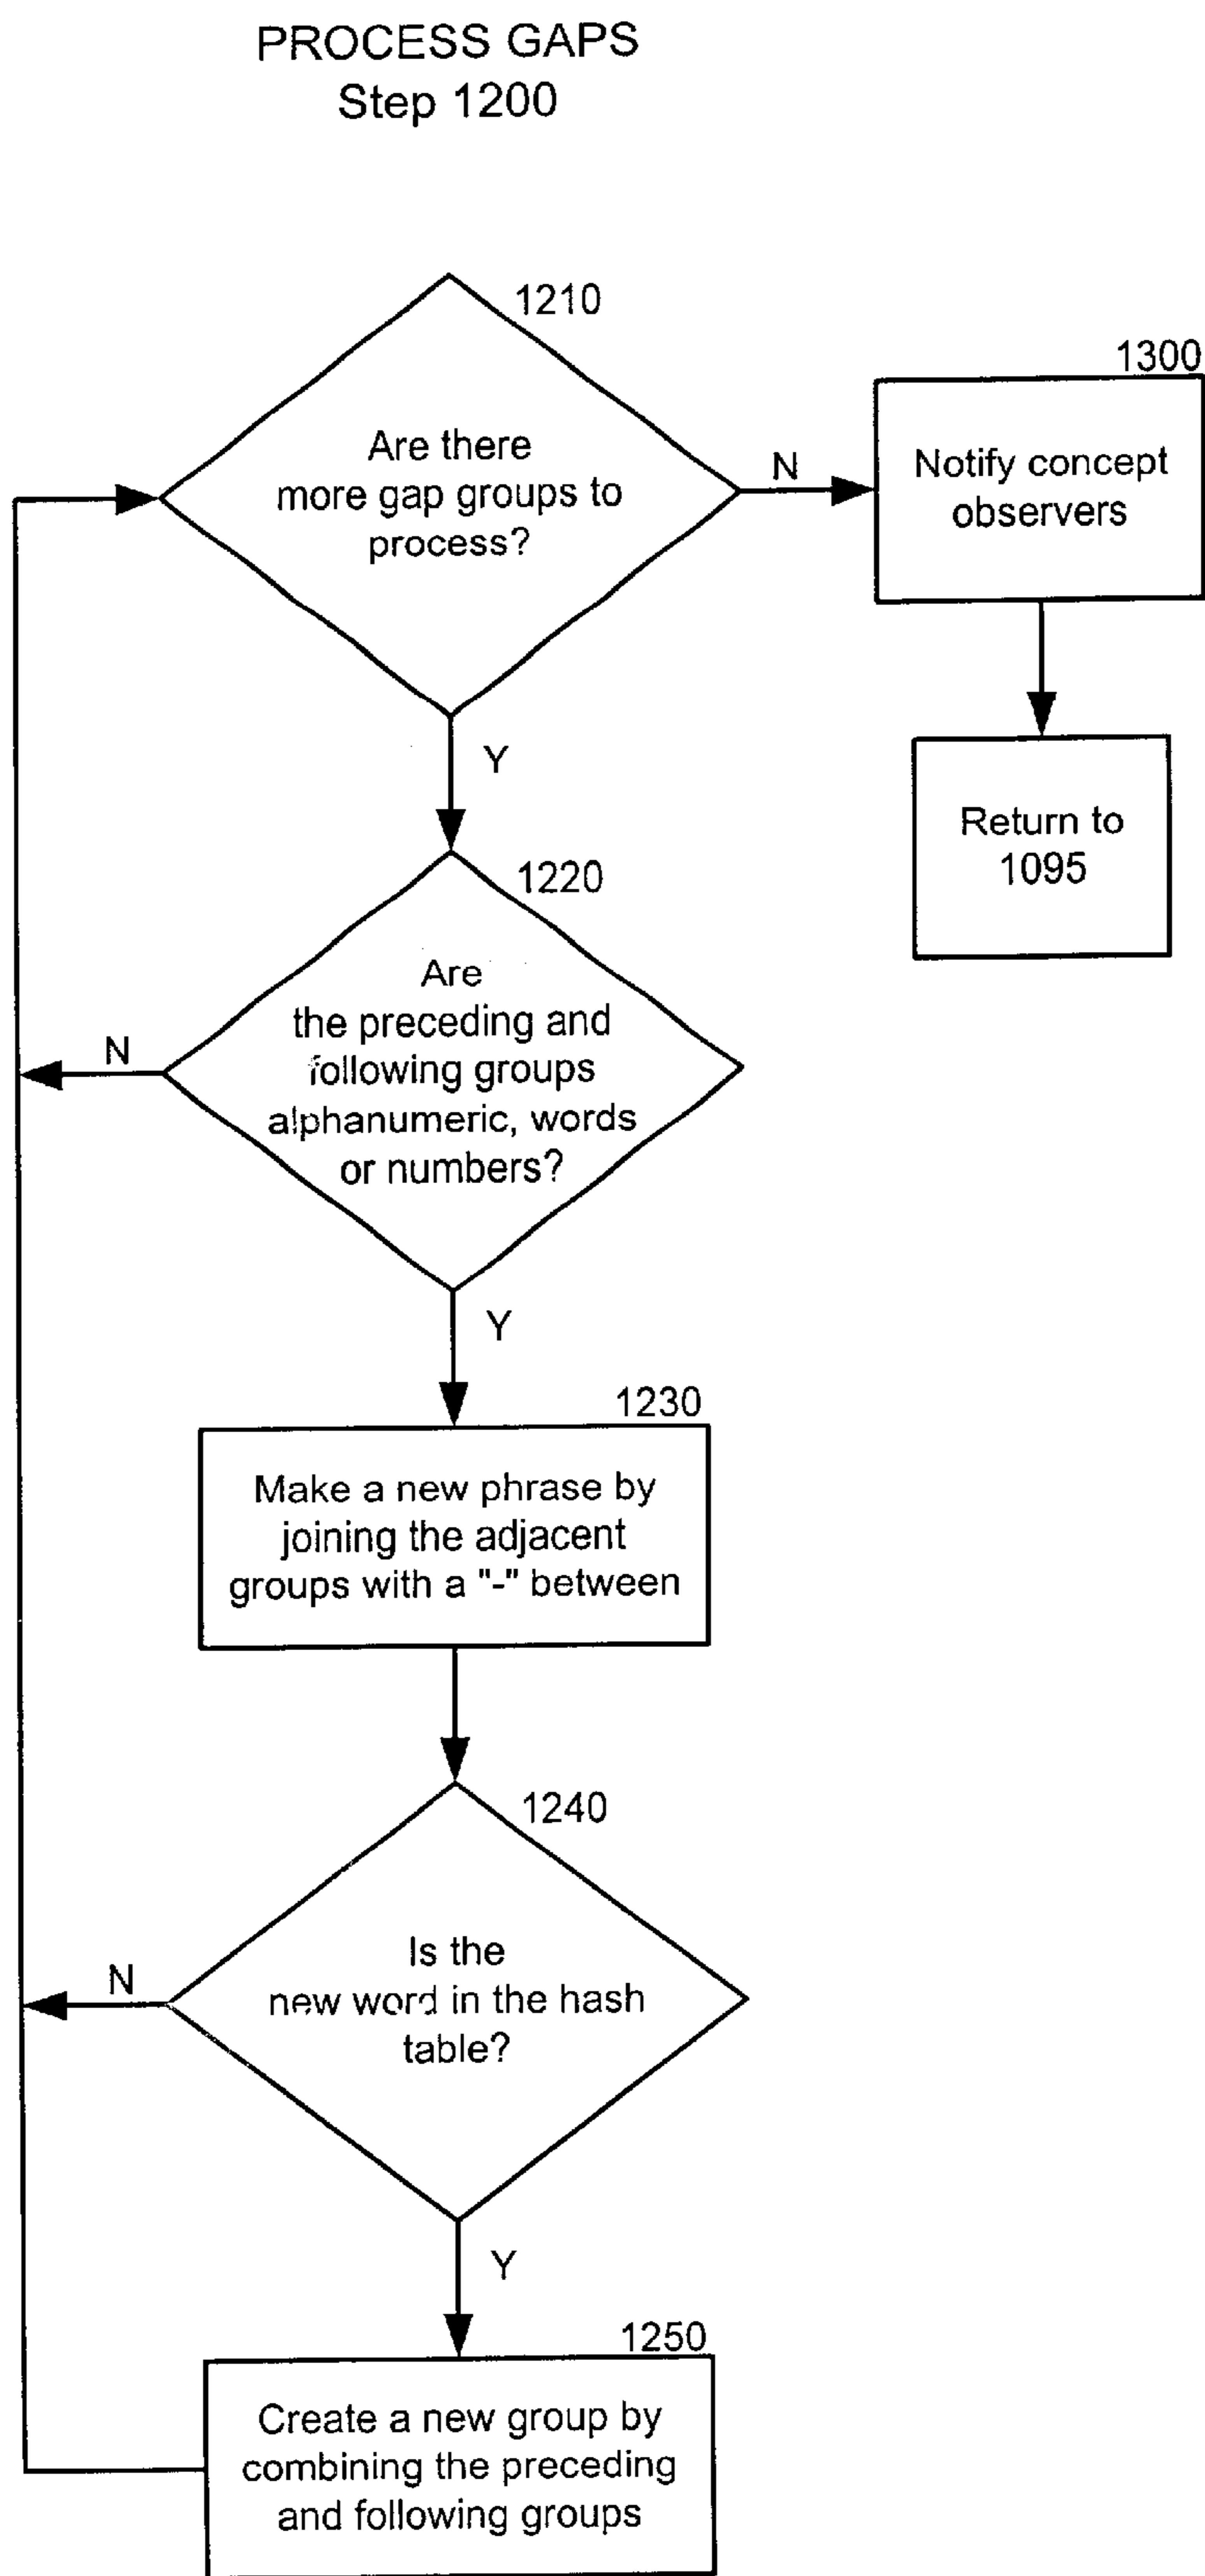 PROCESS GAPS
Step 1200
1210
Are there
more gap groups to
process?
N
1300
Notify concept
observers
Return to
1095
Y
1220
Are
the preceding and
following groups
alphanumeric, words
or numbers?
N
Y
1230
Make a new phrase by
joining the adjacent
groups with a "-" between
1240
Is the
new word in the hash
table?
N
Y
1250
Create a new group by
combining the preceding
and following groups